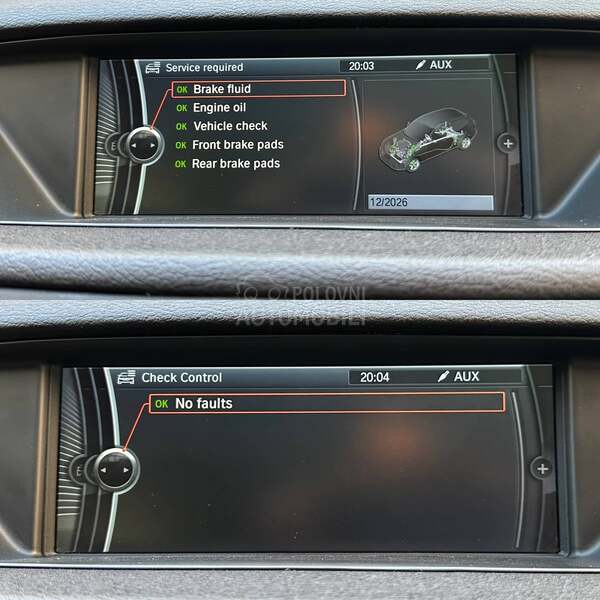 Service required 20:03 AUX
OK Brake fluid
OK Engine oil
OK Vehicle check
OK Front brake pads
OK Rear brake pads
12/2026
POLOVNI
AUTOMOBILI
Check Control 20:04 AUX
OK No faults